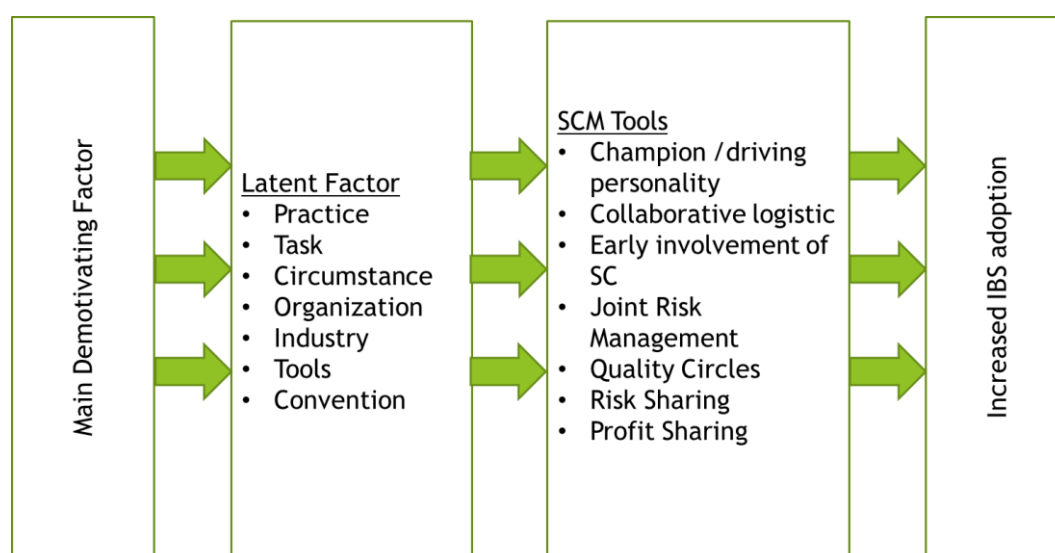 Main Demotivating Factor
Latent Factor
• Practice
• Task
• Circumstance
• Organization
• Industry
• Tools
• Convention
SCM Tools
• Champion /driving
personality
• Collaborative logistic
• Early involvement of
SC
• Joint Risk
Management
• Quality Circles
• Risk Sharing
• Profit Sharing
Increased IBS adoption